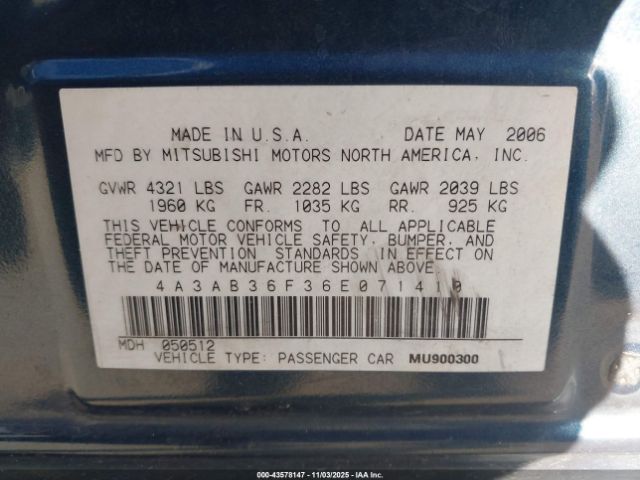 MADE IN U.S.A. DATE MAY 2006
MFD BY MITSUBISHI MOTORS NORTH AMERICA, INC.
GVWR 4321 LBS GAWR 2282 LBS GAWR 2039 LBS
1960 KG FR. 1035 KG RR. 925 KG
THIS VEHICLE CONFORMS TO ALL APPLICABLE
FEDERAL MOTOR VEHICLE SAFETY, BUMPER, AND
THEFT PREVENTION STANDARDS IN EFFECT ON
THE DATE OF MANUFACTURE SHOWN ABOVE.
4A3AB36F36E071410
MDH 050512
VEHICLE TYPE: PASSENGER CAR MU900300
000-43578147 - 11/03/2025 - IAA Inc.